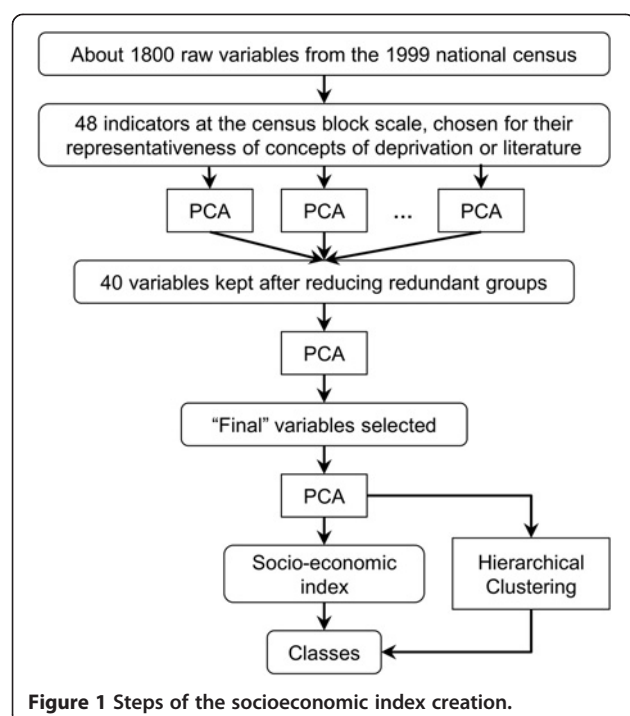 About 1800 raw variables from the 1999 national census
48 indicators at the census block scale, chosen for their
representativeness of concepts of deprivation or literature
PCA PCA ... PCA
40 variables kept after reducing redundant groups
PCA
“Final” variables selected
PCA
Socio-economic
index
Hierarchical
Clustering
Classes
Figure 1 Steps of the socioeconomic index creation.